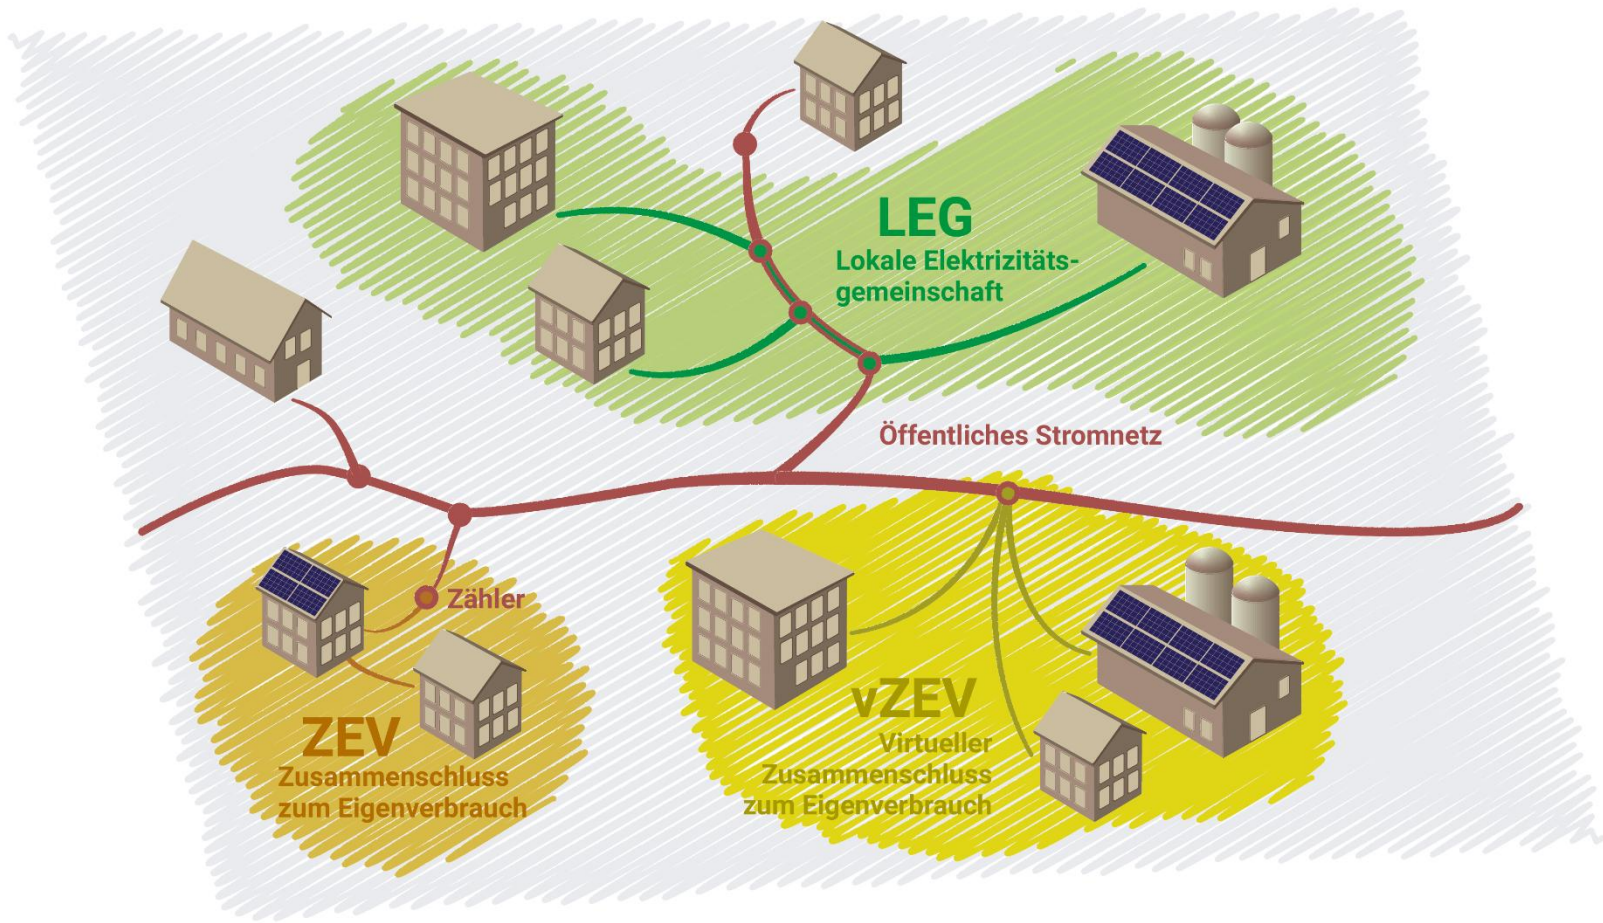 LEG
Lokale Elektrizitäts-
gemeinschaft
Öffentliches Stromnetz
Zähler
ZEV
Zusammenschluss
zum Eigenverbrauch
vZEV
Virtueller
Zusammenschluss
zum Eigenverbrauch